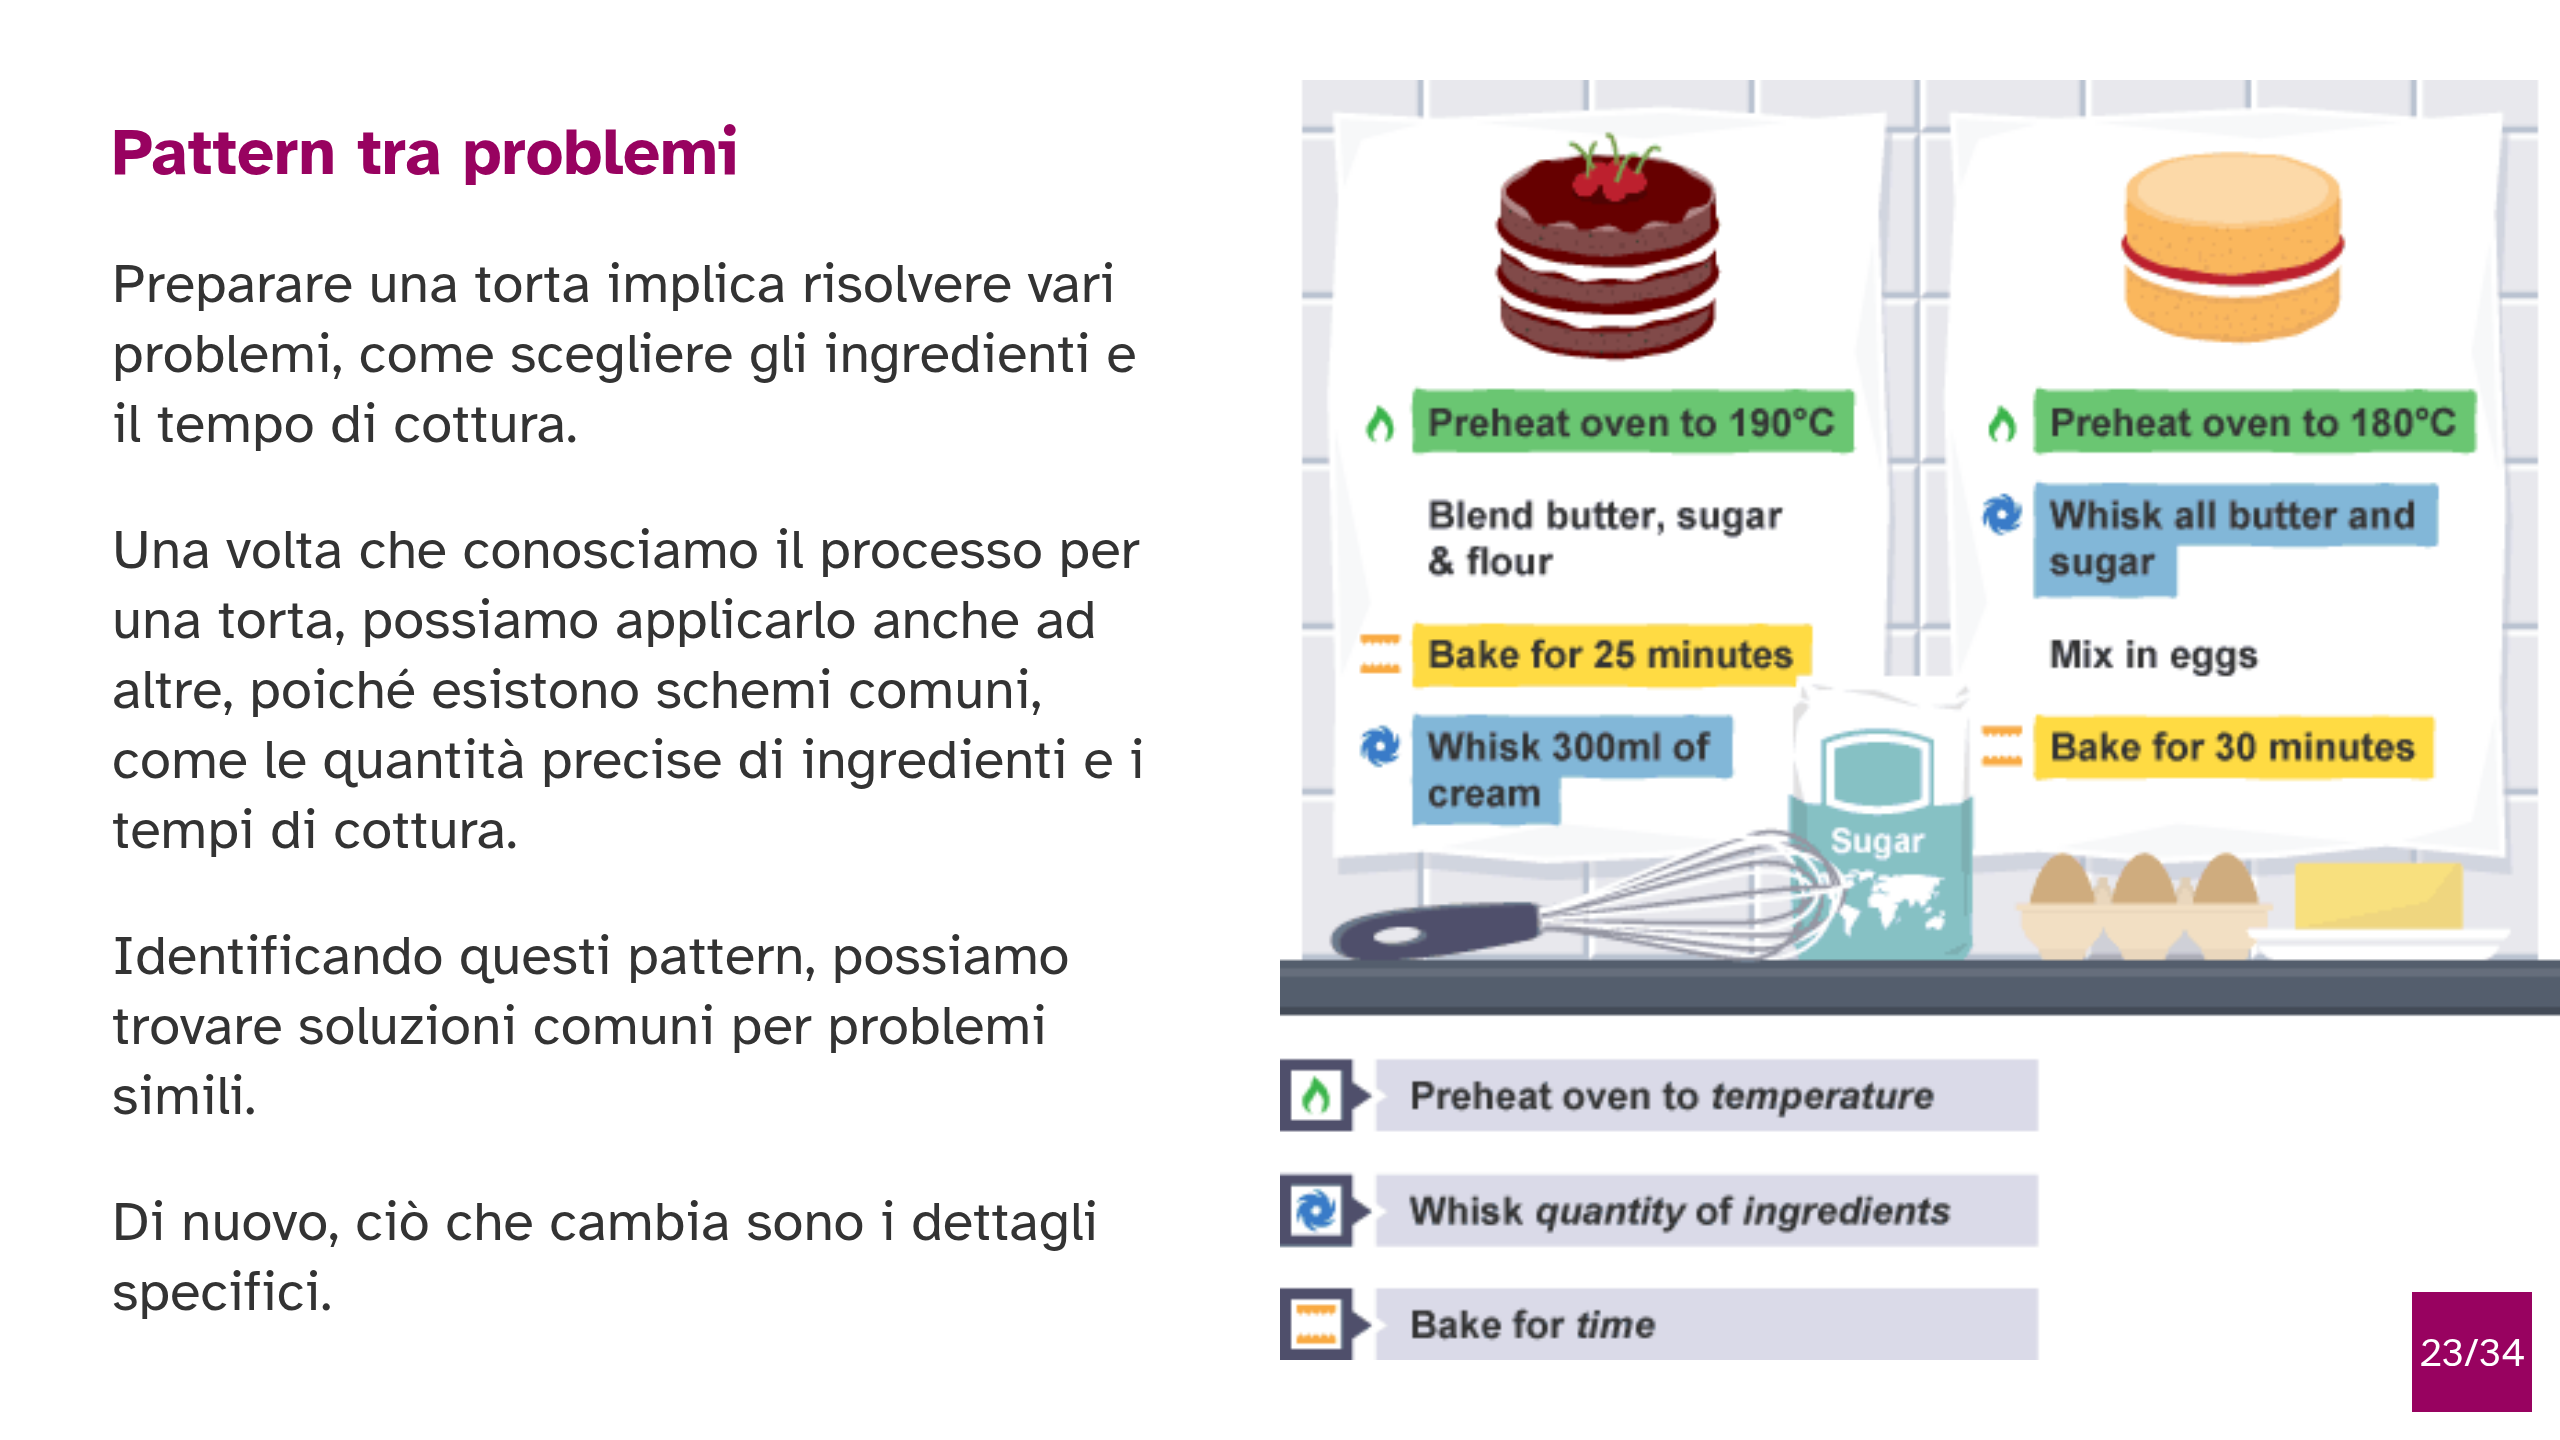 Pattern tra problemi
Preparare una torta implica risolvere vari
problemi, come scegliere gli ingredienti e
il tempo di cottura.
Una volta che conosciamo il processo per
una torta, possiamo applicarlo anche ad
altre, poiché esistono schemi comuni,
come le quantità precise di ingredienti e i
tempi di cottura.
Identificando questi pattern, possiamo
trovare soluzioni comuni per problemi
simili.
Di nuovo, ciò che cambia sono i dettagli
specifici.
Preheat oven to 190°C
Blend butter, sugar
& flour
Bake for 25 minutes
Whisk 300ml of
cream
Preheat oven to 180°C
Whisk all butter and
sugar
Mix in eggs
Bake for 30 minutes
Sugar
Preheat oven to temperature
Whisk quantity of ingredients
Bake for time
23/34